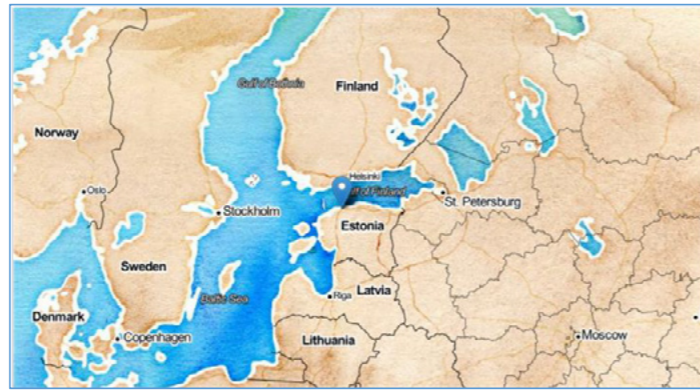 Gulf of Bothnia
Finland
Norway
Helsinki
Oslo
lf of Finland
St. Petersburg
Stockholm
Estonia
Sweden
Latvia
Riga
Baltic Sea
Denmark
Copenhagen
Lithuania
Moscow